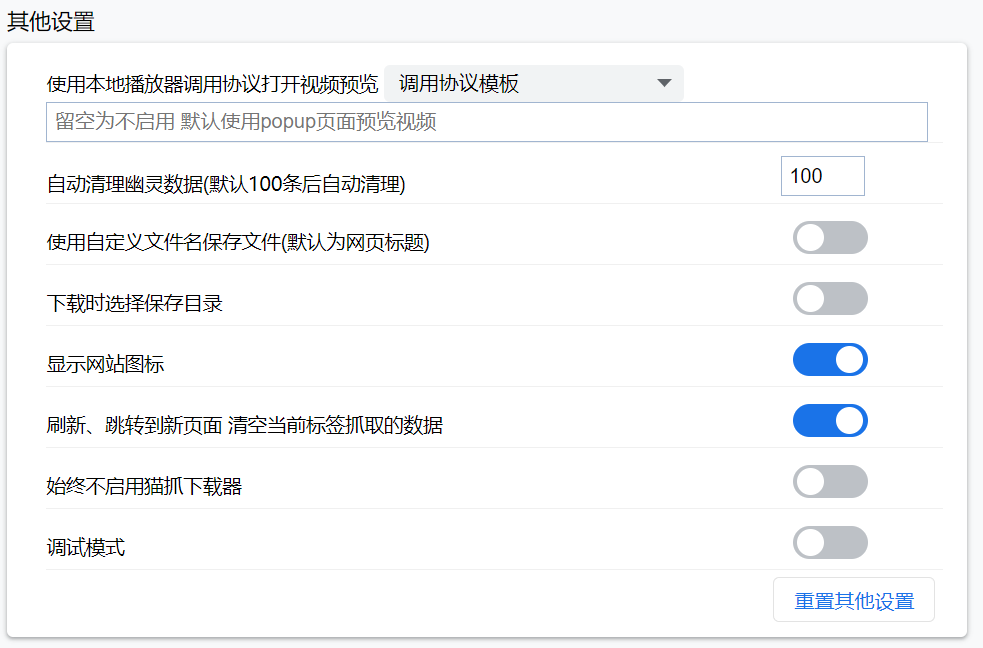 其他设置
使用本地播放器调用协议打开视频预览 调用协议模板
留空为不启用 默认使用popup页面预览视频
自动清理幽灵数据(默认100条后自动清理) 100
使用自定义文件名保存文件(默认为网页标题)
下载时选择保存目录
显示网站图标
刷新、跳转到新页面 清空当前标签抓取的数据
始终不启用猫抓下载器
调试模式
重置其他设置